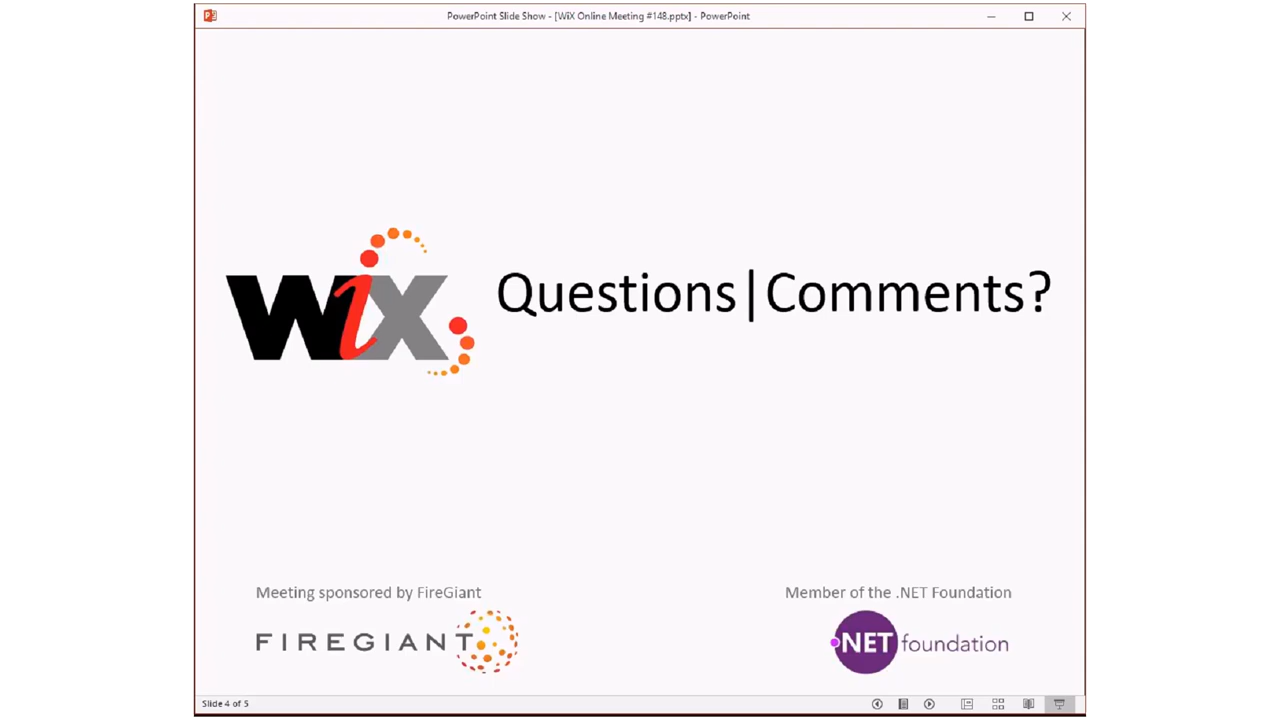 PowerPoint Slide Show - [WiX Online Meeting #148.pptx] - PowerPoint
WiX
Questions|Comments?
Meeting sponsored by FireGiant
Member of the .NET Foundation
FIREGIANT
.NET foundation
Slide 4 of 5